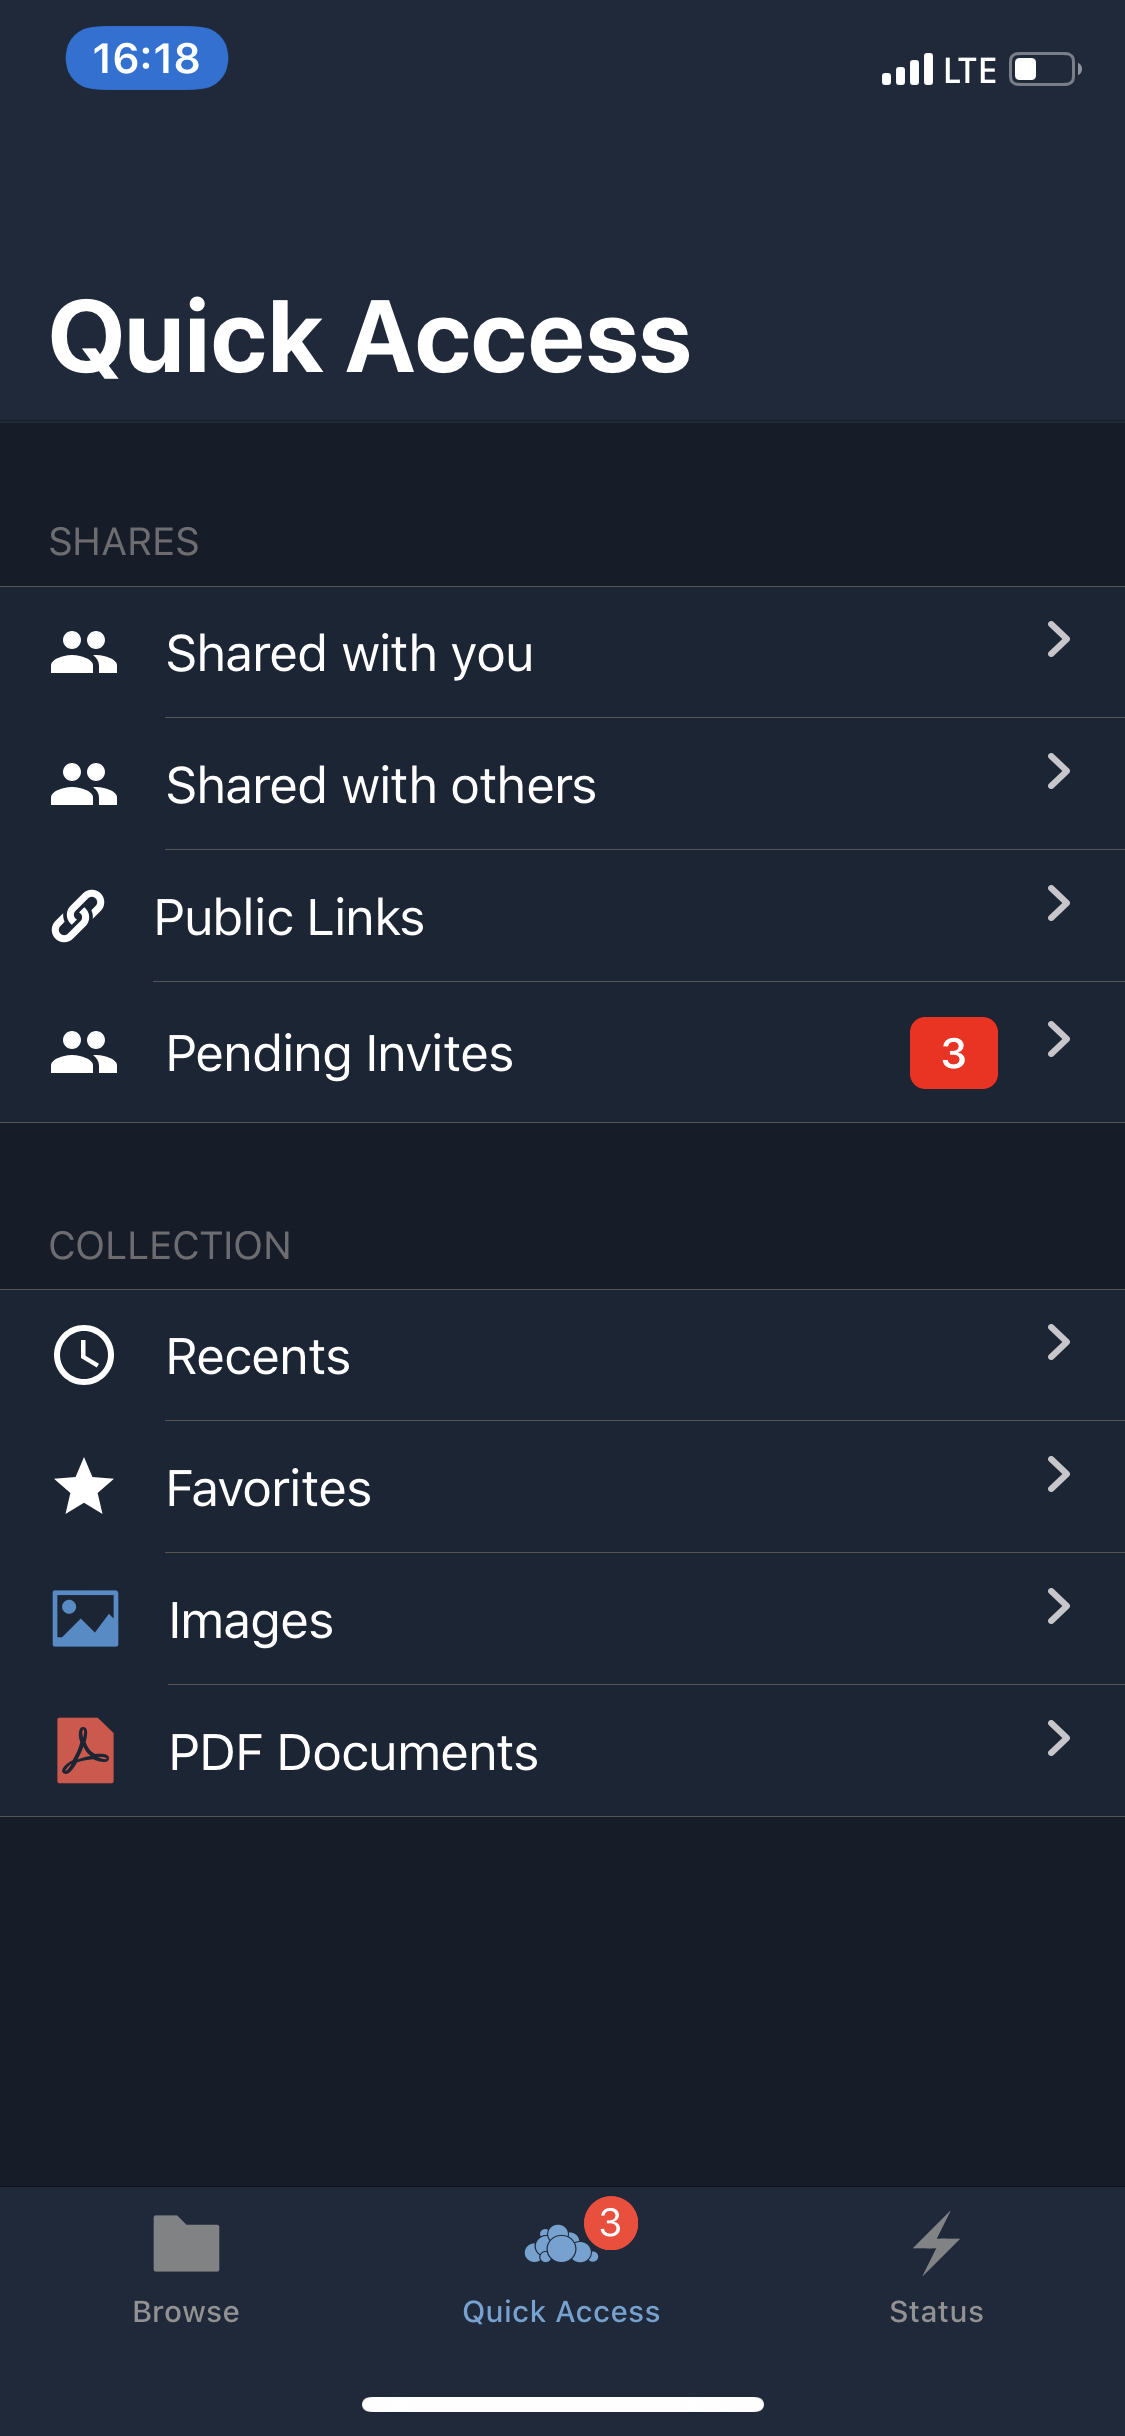 16:18
LTE
Quick Access
SHARES
Shared with you
Shared with others
Public Links
Pending Invites 3
COLLECTION
Recents
Favorites
Images
PDF Documents
3
Browse Quick Access Status